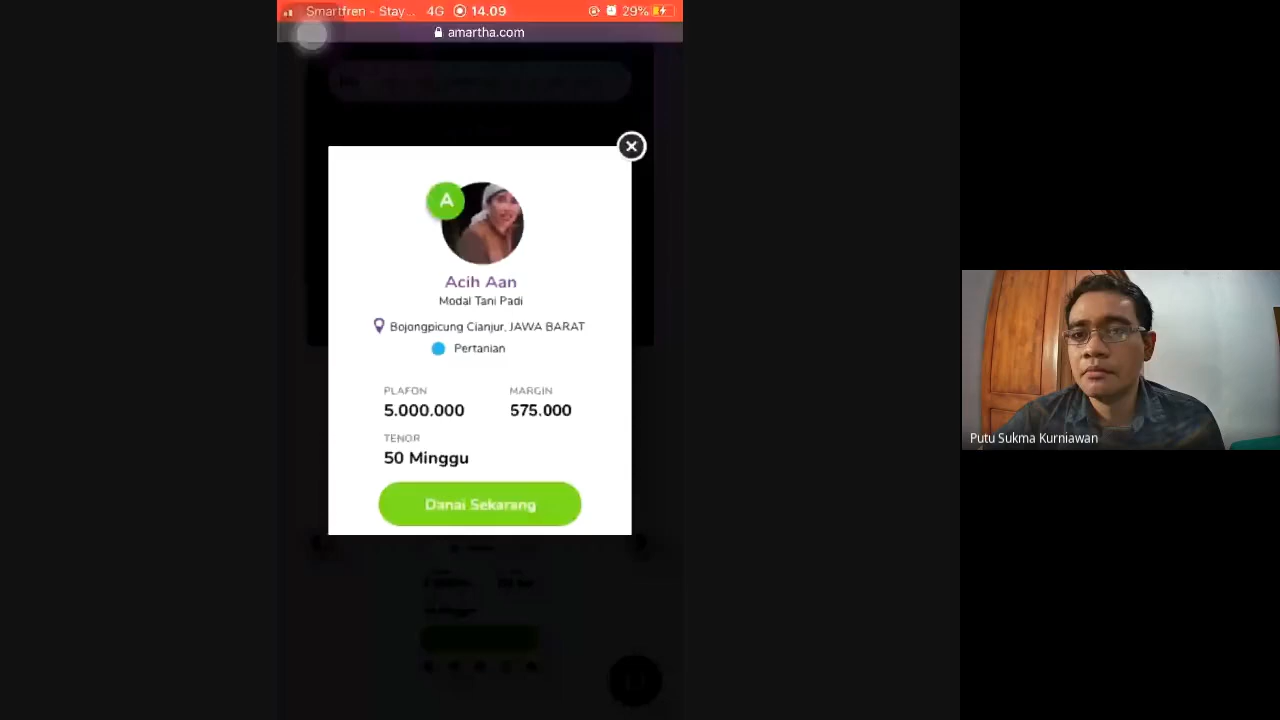 Smartfren - Stay... 4G 14.09 29%
amartha.com
A
Acih Aan
Modal Tani Padi
Bojongpicung Cianjur, JAWA BARAT
Pertanian
PLAFON MARGIN
5.000.000 575.000
TENOR
50 Minggu
Danai Sekarang
Putu Sukma Kurniawan